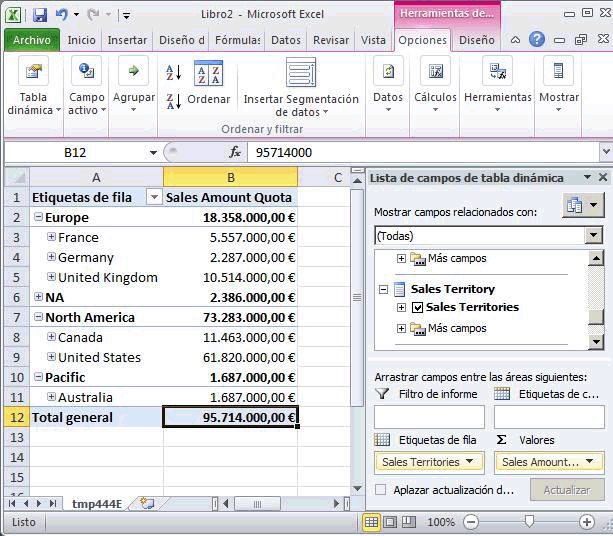 Libro2 - Microsoft Excel
Herramientas de...
Archivo Inicio Insertar Diseño d Fórmulas Datos Revisar Vista Opciones Diseño
Tabla dinámica
Campo activo
Agrupar
Ordenar
Insertar Segmentación de datos
Datos
Cálculos
Herramientas
Mostrar
Ordenar y filtrar
B12 fx 95714000
A B C
1 Etiquetas de fila Sales Amount Quota
2 Europe 18.358.000,00 €
3 France 5.557.000,00 €
4 Germany 2.287.000,00 €
5 United Kingdom 10.514.000,00 €
6 NA 2.386.000,00 €
7 North America 73.283.000,00 €
8 Canada 11.463.000,00 €
9 United States 61.820.000,00 €
10 Pacific 1.687.000,00 €
11 Australia 1.687.000,00 €
12 Total general 95.714.000,00 €
13
14
15
tmp444E
Lista de campos de tabla dinámica
Mostrar campos relacionados con:
(Todas)
Más campos
Sales Territory
Sales Territories
Más campos
Arrastrar campos entre las áreas siguientes:
Filtro de informe
Etiquetas de c...
Etiquetas de fila
Σ Valores
Sales Territories
Sales Amount...
Aplazar actualización d...
Actualizar
Listo
100%